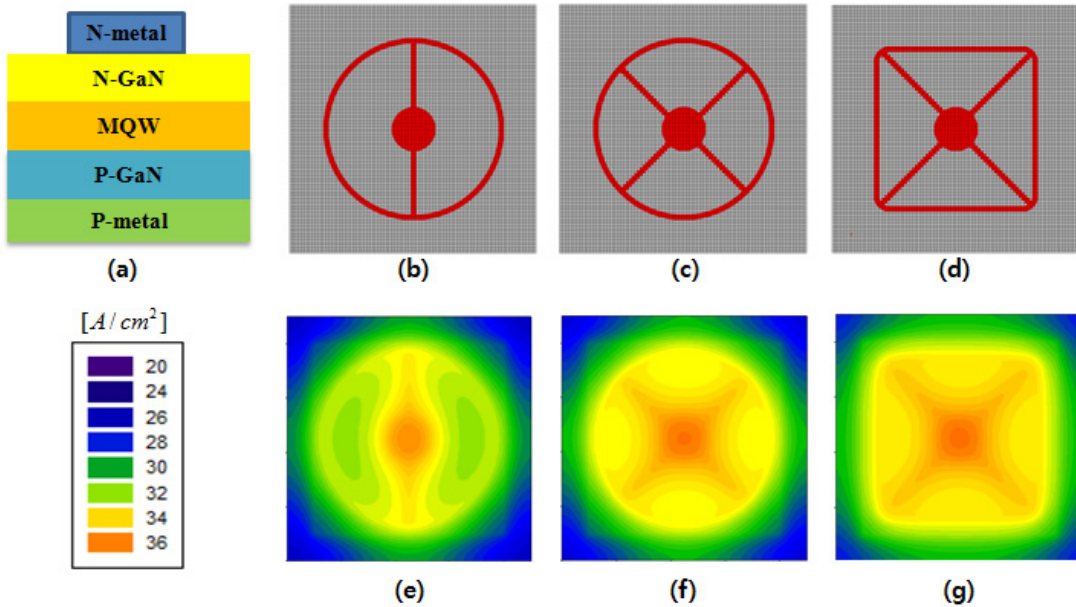 N-metal
N-GaN
MQW
P-GaN
P-metal
(a)
(b)
(c)
(d)
[A/cm²]
20
24
26
28
30
32
34
36
(e)
(f)
(g)